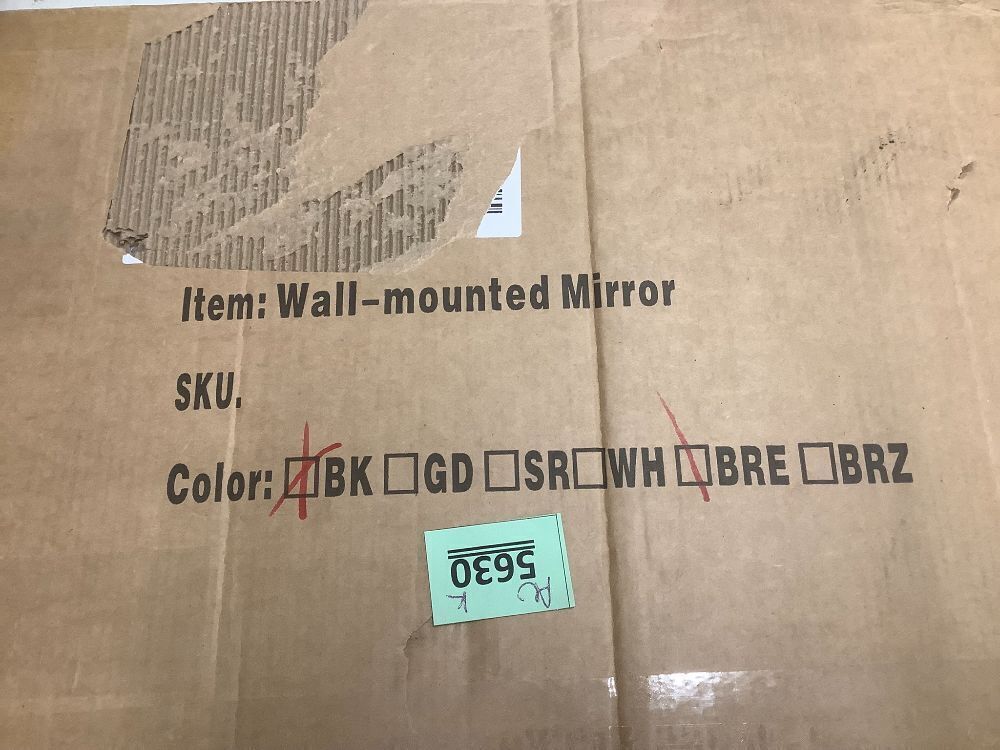 Item: Wall-mounted Mirror
SKU.
Color: □BK □GD □SR □WH □BRE □BRZ
5630